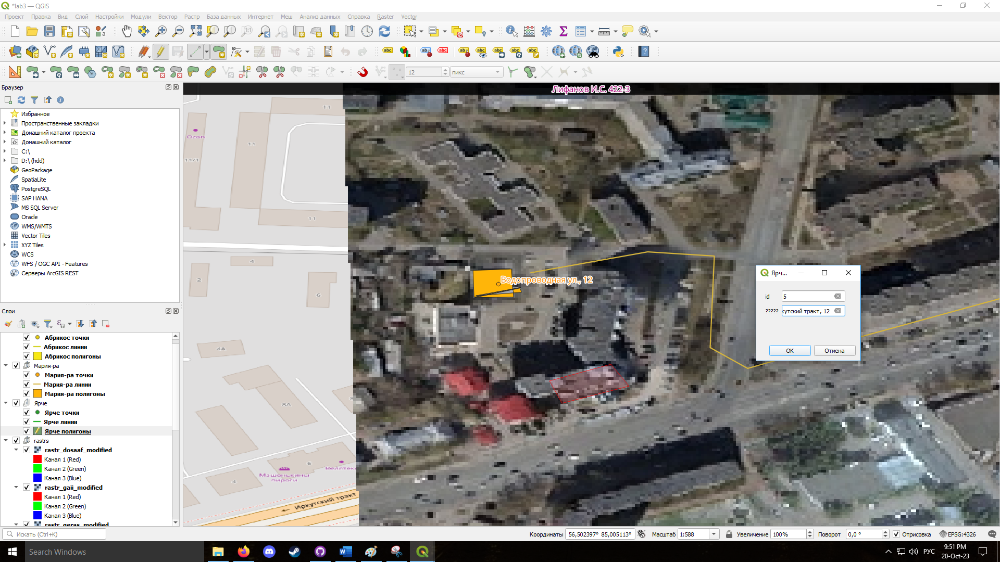 *lab3 — QGIS
Проект Правка Вид Слой Настройки Модули Вектор Растр База данных Интернет Меш Анализ данных Справка Raster Vector
12
пикс
Браузер
Избранное
Пространственные закладки
Домашний каталог проекта
Домашний каталог
C:\
D:\ (hdd)
GeoPackage
SpatiaLite
PostgreSQL
SAP HANA
MS SQL Server
Oracle
WMS/WMTS
Vector Tiles
XYZ Tiles
WCS
WFS / OGC API - Features
Серверы ArcGIS REST
Слои
Абрикос точки
Абрикос линии
Абрикос полигоны
Мария-ра
Мария-ра точки
Мария-ра линии
Мария-ра полигоны
Ярче
Ярче точки
Ярче линии
Ярче полигоны
rastrs
rastr_dosaaf_modified
Канал 1 (Red)
Канал 2 (Green)
Канал 3 (Blue)
rastr_gaii_modified
Канал 1 (Red)
Канал 2 (Green)
Канал 3 (Blue)
rastr_geras_modified
Лифанов И.С. 422-3
11
Ozon
11
11
4
2
6
4А
8А
6
4
Машенькины
пироги
Иркутский тракт
Водопроводная ул., 12
Ярч...
id 5
????? кутский тракт, 12
OK Отмена
Искать (Ctrl+K)
Координаты 56,502397° 85,005113° Масштаб 1:588 Увеличение 100% Поворот 0,0 ° Отрисовка EPSG:4326
Search Windows
РУС
9:51 PM
20-Oct-23